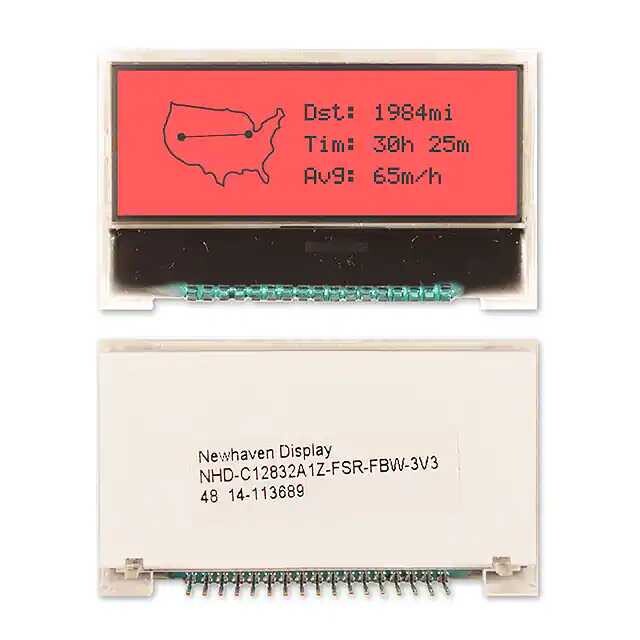 Dst: 1984mi
Tim: 30h 25m
Avg: 65m/h
Newhaven Display
NHD-C12832A1Z-FSR-FBW-3V3
48 14-113689